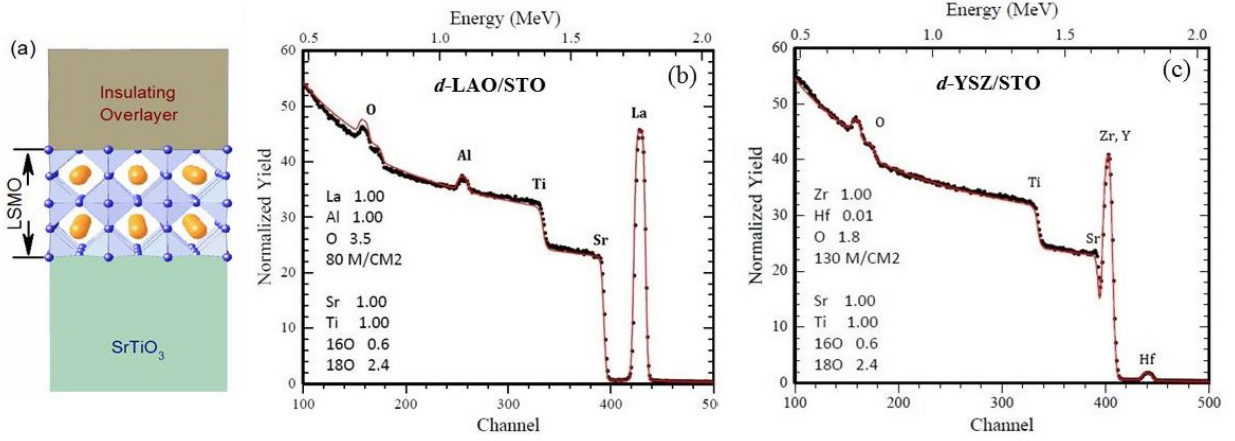 (a)
Insulating
Overlayer
LSMO
SrTiO3
Energy (MeV)
0.5 1.0 1.5 2.0
60
50
40
30
20
10
0
Normalized Yield
d-LAO/STO
(b)
O
Al
Ti
Sr
La
La 1.00
Al 1.00
O 3.5
80 M/CM2
Sr 1.00
Ti 1.00
16O 0.6
18O 2.4
100 200 300 400 500
Channel
Energy (MeV)
0.5 1.0 1.5 2.0
60
50
40
30
20
10
0
Normalized Yield
d-YSZ/STO
(c)
O
Ti
Sr
Zr, Y
Hf
Zr 1.00
Hf 0.01
O 1.8
130 M/CM2
Sr 1.00
Ti 1.00
16O 0.6
18O 2.4
100 200 300 400 500
Channel